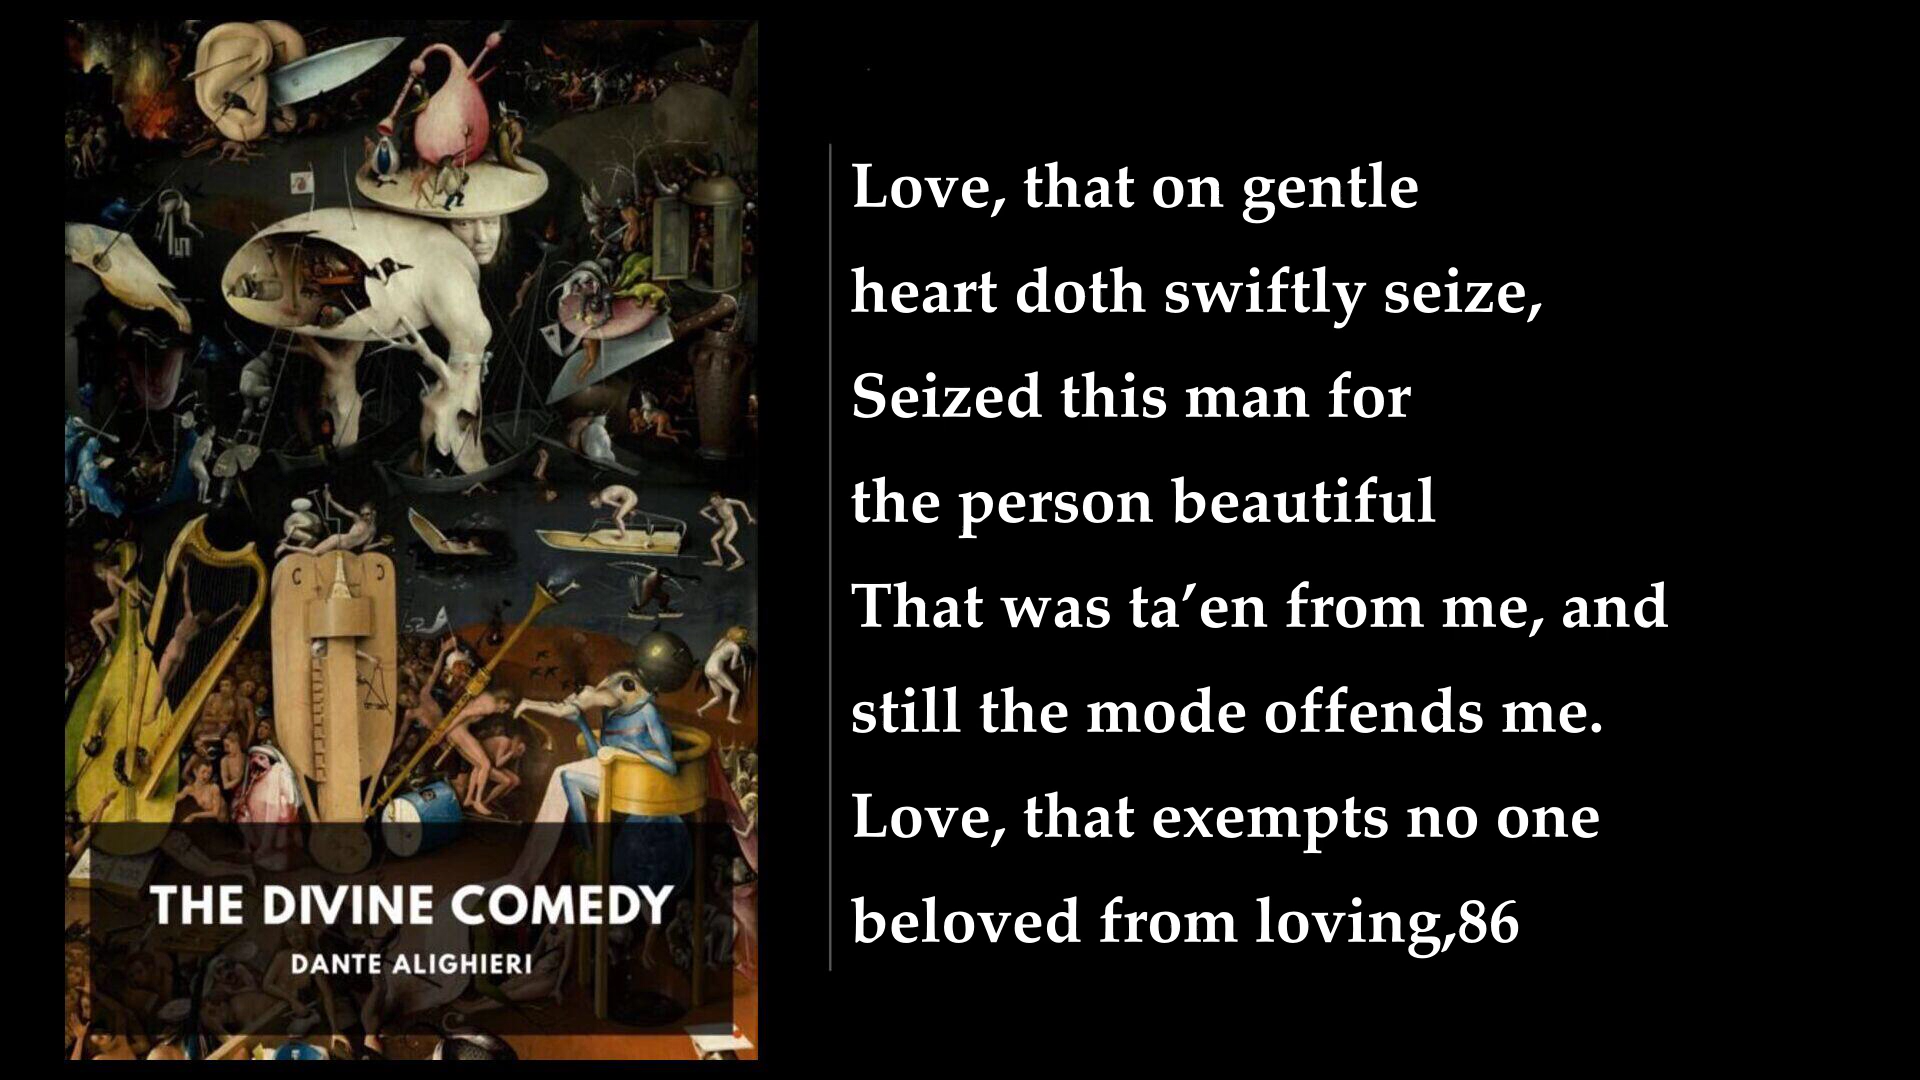 THE DIVINE COMEDY
DANTE ALIGHIERI
Love, that on gentle
heart doth swiftly seize,
Seized this man for
the person beautiful
That was ta’en from me, and
still the mode offends me.
Love, that exempts no one
beloved from loving,86